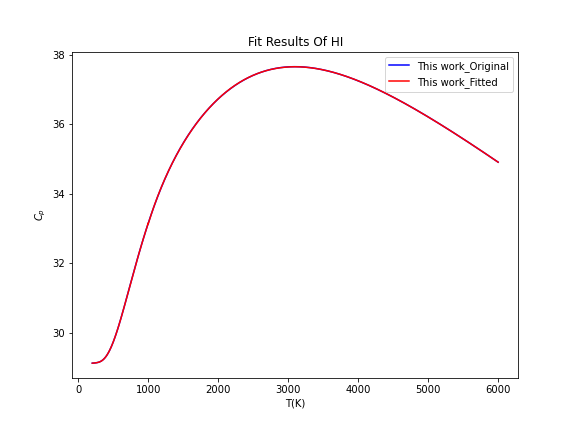 Fit Results Of HI
This work_Original
This work_Fitted
38
36
34
32
30
C_p
0 1000 2000 3000 4000 5000 6000
T(K)